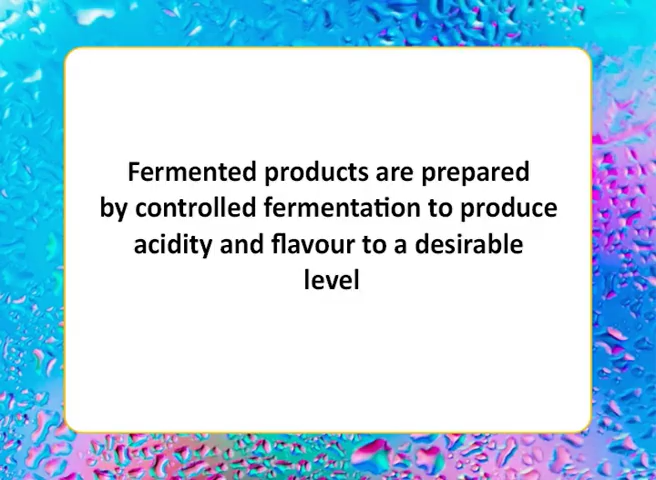 Fermented products are prepared
by controlled fermentation to produce
acidity and flavour to a desirable
level